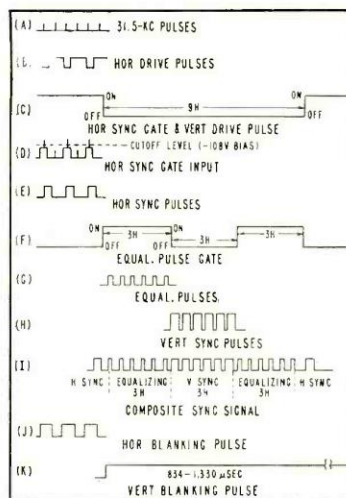 (A) 31.5-KC PULSES
HOR DRIVE PULSES
ON ON
(C) 9H
OFF OFF
HOR SYNC GATE & VERT DRIVE PULSE
CUTOFF LEVEL (-108V BIAS)
(D)
HOR SYNC GATE INPUT
(E)
HOR SYNC PULSES
ON ON 3H
(F) 3H 3H
OFF OFF
EQUAL. PULSE GATE
(G)
EQUAL. PULSES
(H)
VERT SYNC PULSES
(I)
H SYNC EQUALIZING V SYNC EQUALIZING H SYNC
3H 3H 3H
COMPOSITE SYNC SIGNAL
(J)
HOR BLANKING PULSE
(K) 834-1,330 μSEC
VERT BLANKING PULSE